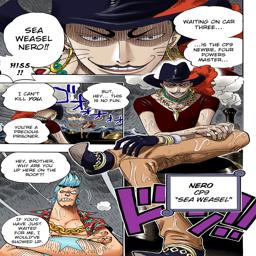 SEA
WEASEL
NERO!!
HISS
!!
WAITING ON CAR
THREE...
...IS THE CP9
NEWBIE, FOUR
POWERS
MASTER...
I CAN'T
KILL YOU.
BUT,
HEY... THIS
IS NO FUN.
YOU'RE A
PRECIOUS
PRISONER.
HEY, BROTHER.
WHY ARE YOU
UP HERE ON
THE ROOF?!
IF YOU'D
HAVE JUST
WAITED FOR
ME, I
WOULD'VE
SHOWED UP.
NERO
CP9
"SEA WEASEL"